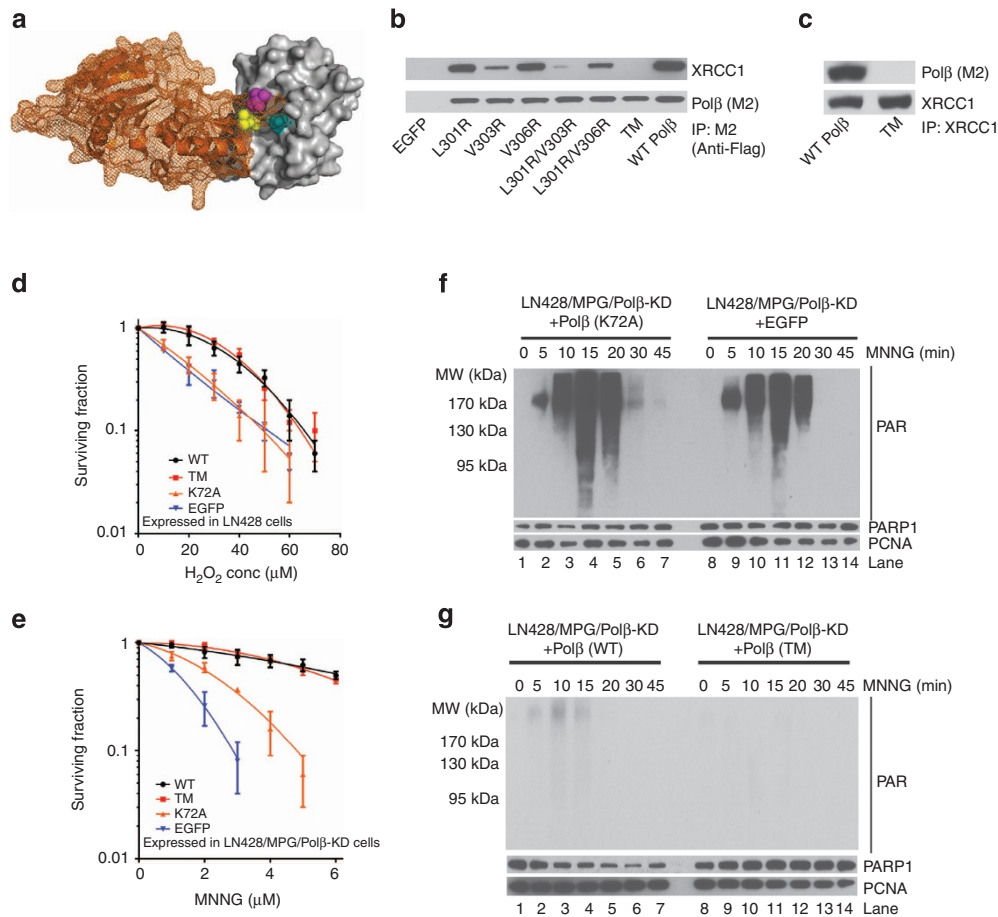 a
b
XRCC1
Polβ (M2)
EGFP
L301R
V303R
V306R
L301R/V303R
L301R/V306R
TM
WT Polβ
IP: M2
(Anti-Flag)
c
Polβ (M2)
XRCC1
WT Polβ
TM
IP: XRCC1
d
Surviving fraction
1
0.1
0.01
WT
TM
K72A
EGFP
Expressed in LN428 cells
0 20 40 60 80
H₂O₂ conc (μM)
e
Surviving fraction
1
0.1
0.01
WT
TM
K72A
EGFP
Expressed in LN428/MPG/Polβ-KD cells
0 2 4 6
MNNG (μM)
f
LN428/MPG/Polβ-KD
+Polβ (K72A)
LN428/MPG/Polβ-KD
+EGFP
0 5 10 15 20 30 45 0 5 10 15 20 30 45 MNNG (min)
MW (kDa)
170 kDa
130 kDa
95 kDa
PAR
PARP1
PCNA
1 2 3 4 5 6 7 8 9 10 11 12 13 14 Lane
g
LN428/MPG/Polβ-KD
+Polβ (WT)
LN428/MPG/Polβ-KD
+Polβ (TM)
0 5 10 15 20 30 45 0 5 10 15 20 30 45 MNNG (min)
MW (kDa)
170 kDa
130 kDa
95 kDa
PAR
PARP1
PCNA
1 2 3 4 5 6 7 8 9 10 11 12 13 14 Lane